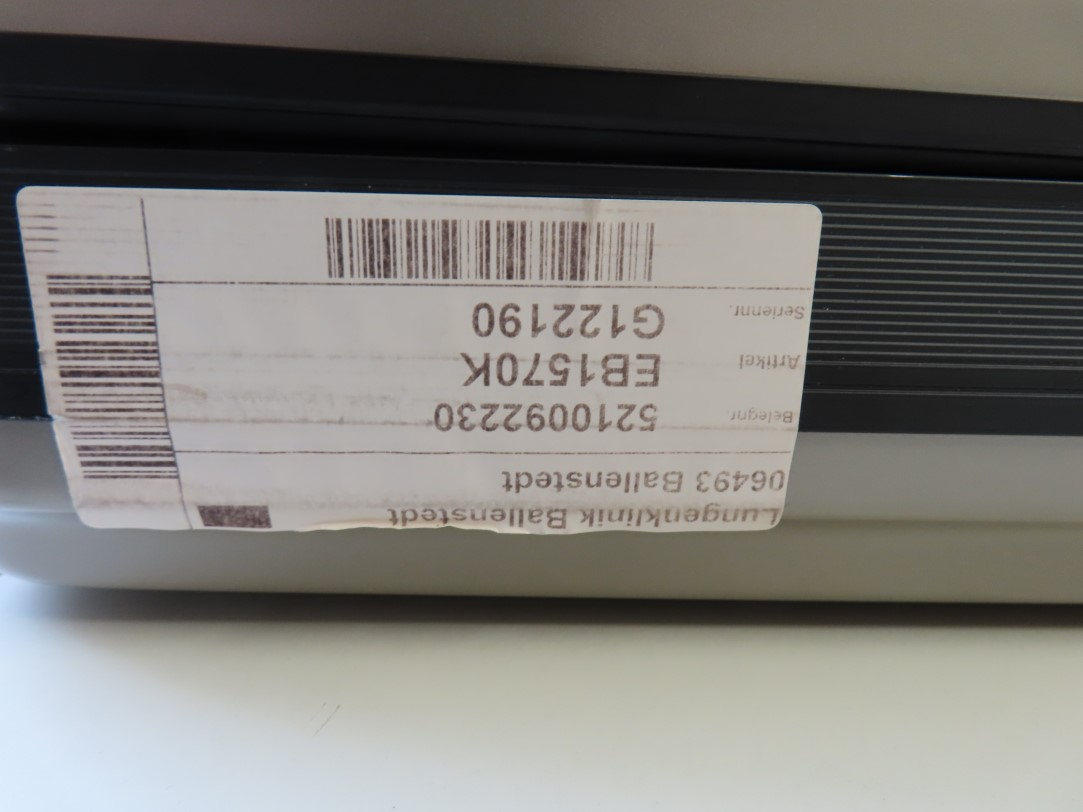 Lungenklinik Ballenstedt
06493 Ballenstedt
Belegnr 5210092230
Artikel EB1570K
Seriennr. G122190